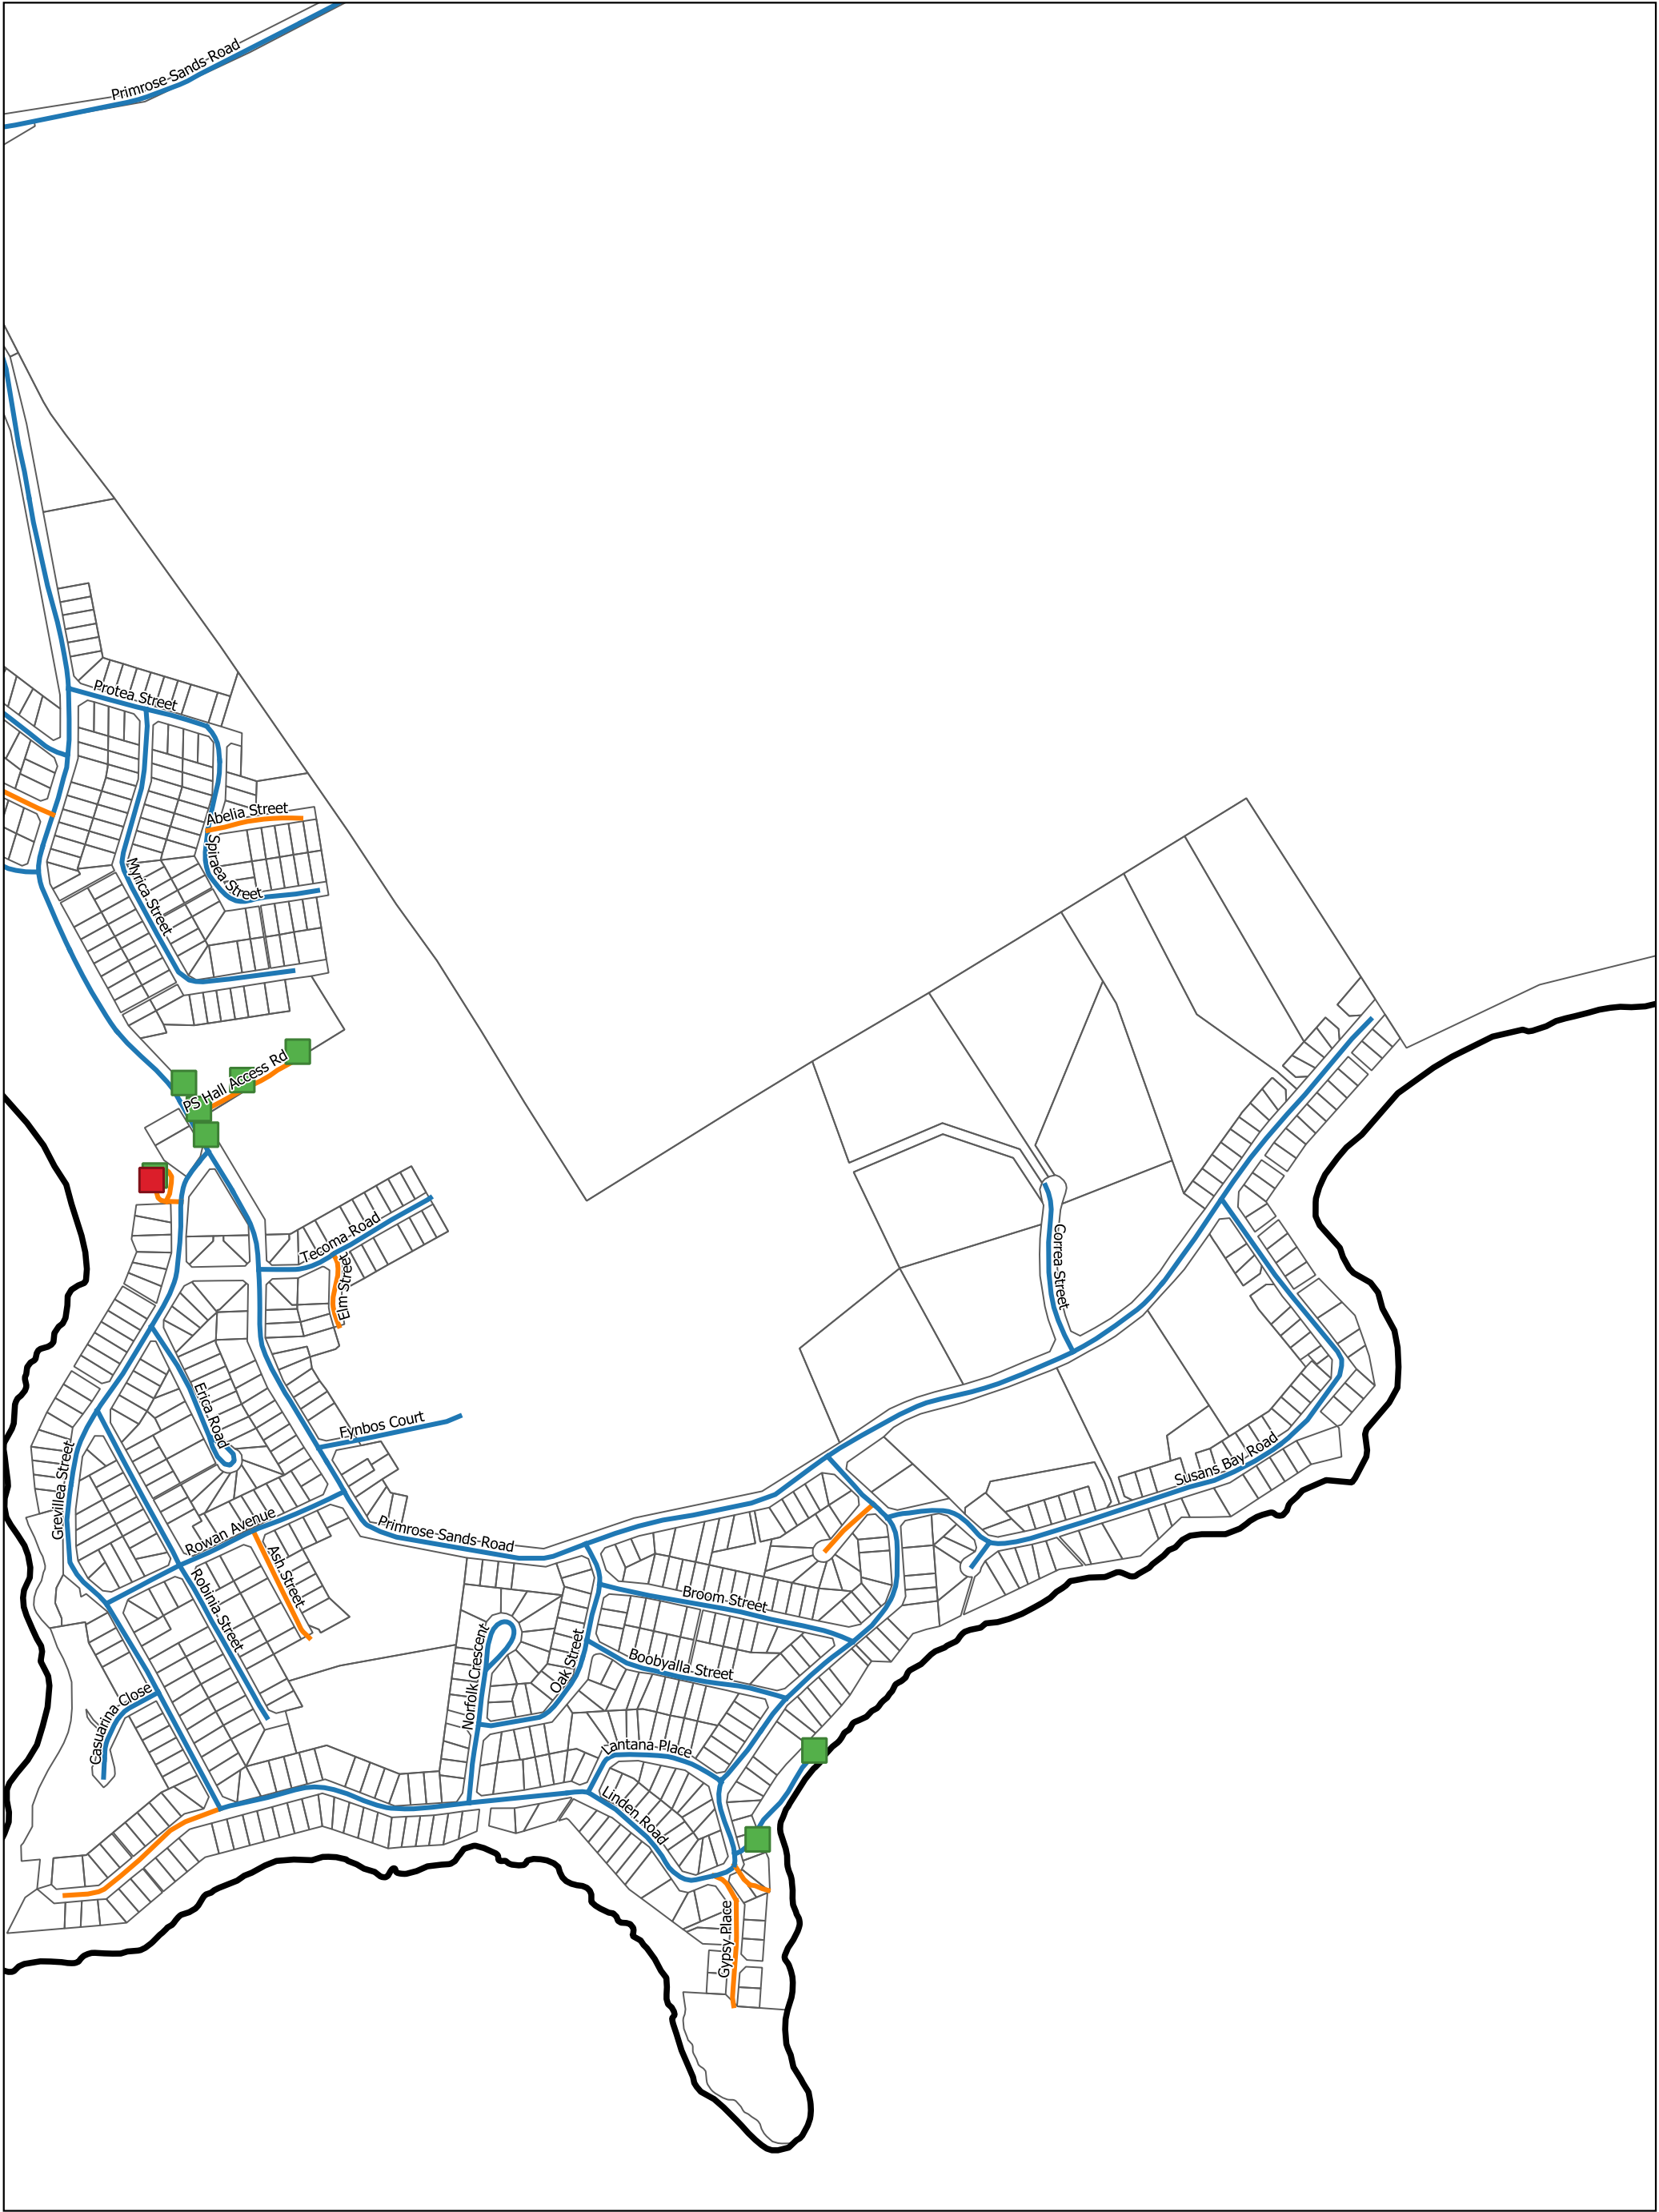 Primrose-Sands-Road
Protea Street
Abelia Street
Spiraea Street
Myrica Street
PS Hall Access Rd
Tecoma-Road
Elm-Street
Correa-Street
Erica Road
Fynbos Court
Grevillea-Street
Susans Bay-Road
Rowan Avenue
Primrose-Sands-Road
Ash-Street
Robinia-Street
Broom-Street
Norfolk Crescent
Oak Street
Boobyalla-Street
Casuarina-Close
Lantana-Place
Linden Road
Gypsy-Place